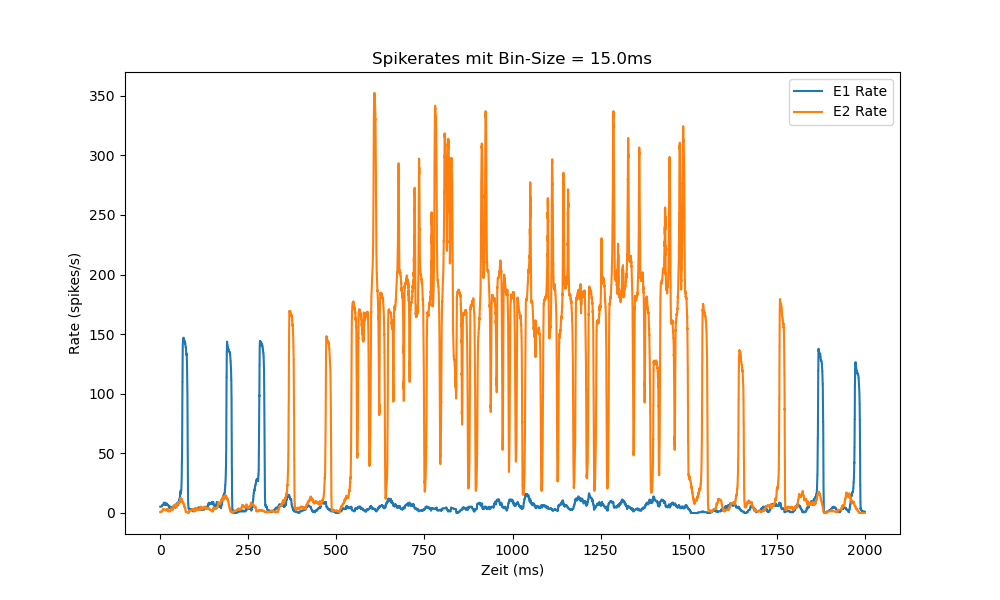 Spikerates mit Bin-Size = 15.0ms
E1 Rate
E2 Rate
Rate (spikes/s)
350
300
250
200
150
100
50
0
0 250 500 750 1000 1250 1500 1750 2000
Zeit (ms)